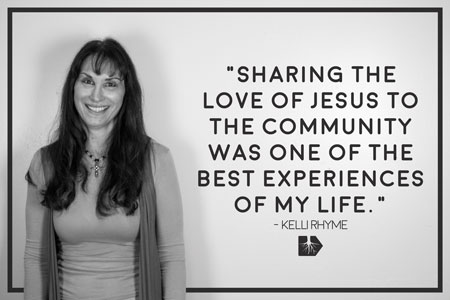 "SHARING THE
LOVE OF JESUS TO
THE COMMUNITY
WAS ONE OF THE
BEST EXPERIENCES
OF MY LIFE."
- KELLI RHYME